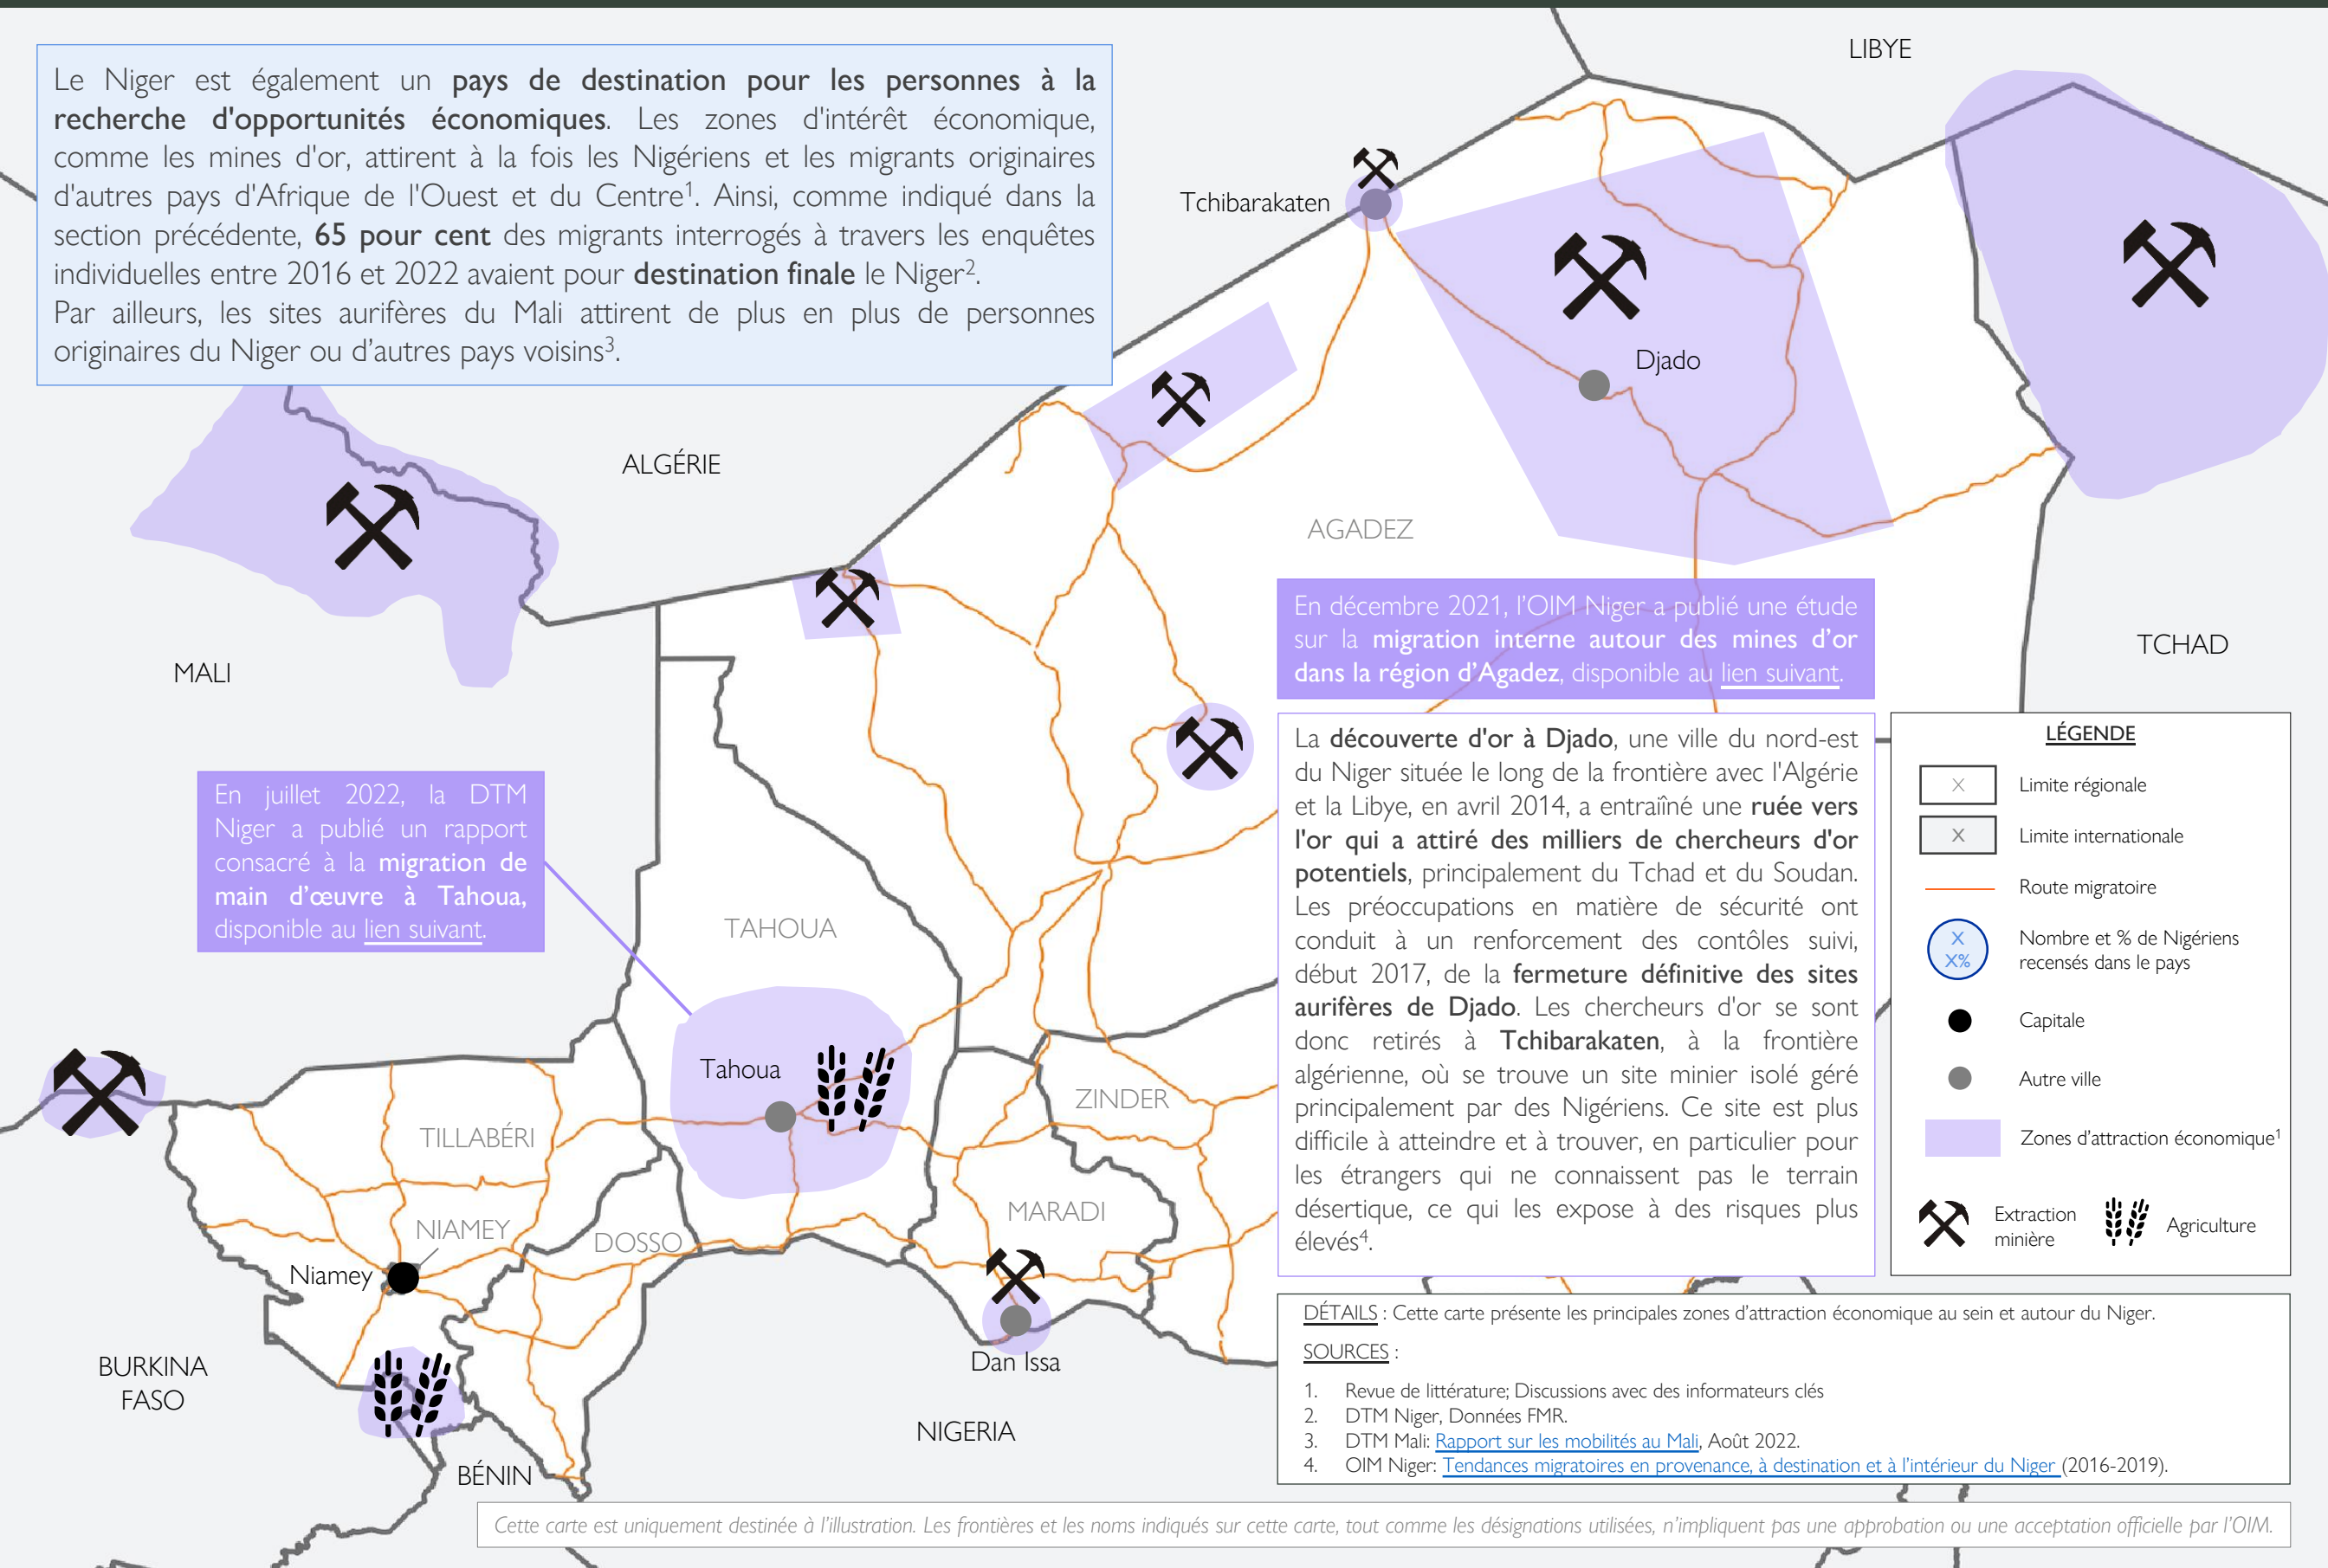 LIBYE
Le Niger est également un pays de destination pour les personnes à la
recherche d'opportunités économiques. Les zones d'intérêt économique,
comme les mines d'or, attirent à la fois les Nigériens et les migrants originaires
d'autres pays d'Afrique de l'Ouest et du Centre¹. Ainsi, comme indiqué dans la
section précédente, 65 pour cent des migrants interrogés à travers les enquêtes
individuelles entre 2016 et 2022 avaient pour destination finale le Niger².
Par ailleurs, les sites aurifères du Mali attirent de plus en plus de personnes
originaires du Niger ou d'autres pays voisins³.
Tchibarakaten
Djado
ALGÉRIE
AGADEZ
MALI
TCHAD
En décembre 2021, l'OIM Niger a publié une étude
sur la migration interne autour des mines d'or
dans la région d'Agadez, disponible au lien suivant.
En juillet 2022, la DTM
Niger a publié un rapport
consacré à la migration de
main d'œuvre à Tahoua,
disponible au lien suivant.
La découverte d'or à Djado, une ville du nord-est
du Niger située le long de la frontière avec l'Algérie
et la Libye, en avril 2014, a entraîîné une ruée vers
l'or qui a attiré des milliers de chercheurs d'or
potentiels, principalement du Tchad et du Soudan.
Les préoccupations en matière de sécurité ont
conduit à un renforcement des contôles suivi,
début 2017, de la fermeture définitive des sites
aurifères de Djado. Les chercheurs d'or se sont
donc retirés à Tchibarakaten, à la frontière
algérienne, où se trouve un site minier isolé géré
principalement par des Nigériens. Ce site est plus
difficile à atteindre et à trouver, en particulier pour
les étrangers qui ne connaissent pas le terrain
désertique, ce qui les expose à des risques plus
élevés⁴.
LÉGENDE
X
Limite régionale
X
Limite internationale
Route migratoire
X
X%
Nombre et % de Nigériens
recensés dans le pays
Capitale
Autre ville
Zones d'attraction économique¹
Extraction
minière
Agriculture
TAHOUA
Tahoua
ZINDER
TILLABÉRI
MARADI
NIAMEY
DOSSO
Niamey
Dan Issa
BURKINA
FASO
NIGERIA
BÉNIN
DÉTAILS : Cette carte présente les principales zones d'attraction économique au sein et autour du Niger.
SOURCES :
1. Revue de littérature; Discussions avec des informateurs clés
2. DTM Niger, Données FMR.
3. DTM Mali: Rapport sur les mobilités au Mali, Août 2022.
4. OIM Niger: Tendances migratoires en provenance, à destination et à l'intérieur du Niger (2016-2019).
Cette carte est uniquement destinée à l'illustration. Les frontières et les noms indiqués sur cette carte, tout comme les désignations utilisées, n'impliquent pas une approbation ou une acceptation officielle par l'OIM.